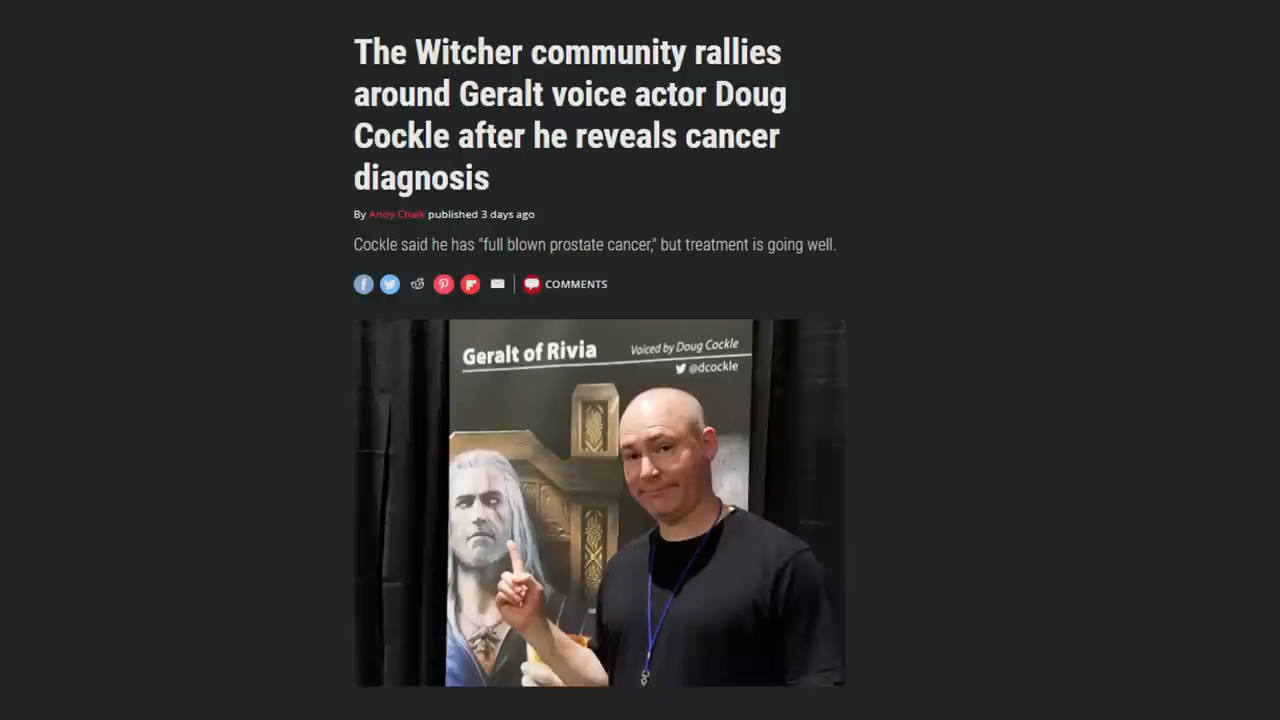 The Witcher community rallies
around Geralt voice actor Doug
Cockle after he reveals cancer
diagnosis
By Andy Chalk published 3 days ago
Cockle said he has "full blown prostate cancer," but treatment is going well.
COMMENTS
Geralt of Rivia
Voiced by Doug Cockle
@dcockle